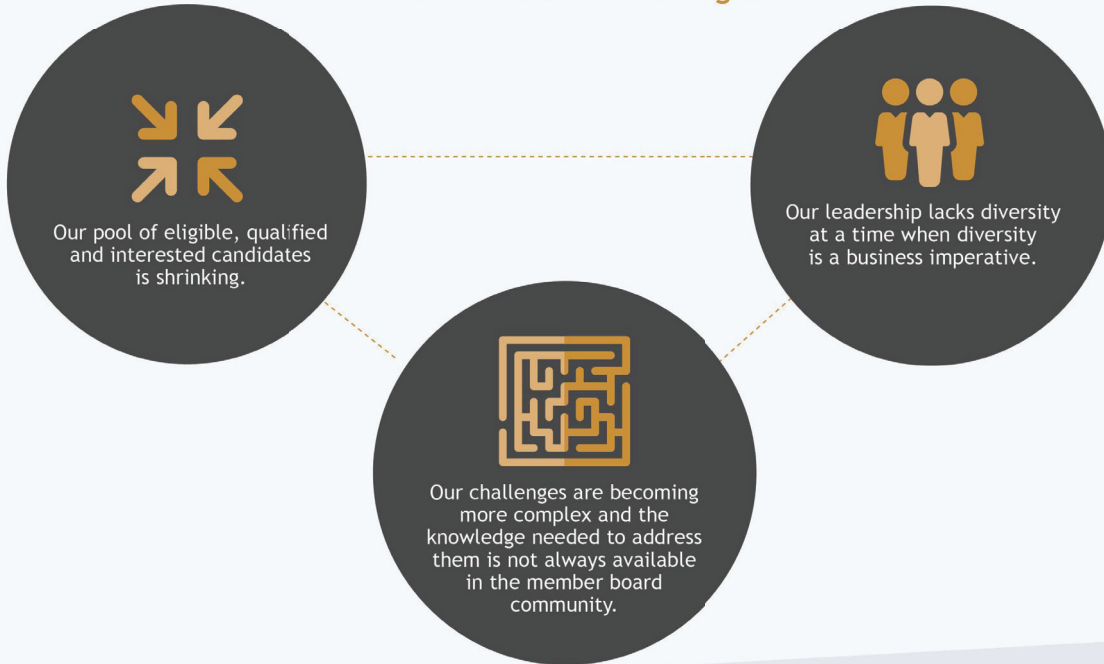 Our pool of eligible, qualified
and interested candidates
is shrinking.
Our leadership lacks diversity
at a time when diversity
is a business imperative.
Our challenges are becoming
more complex and the
knowledge needed to address
them is not always available
in the member board
community.